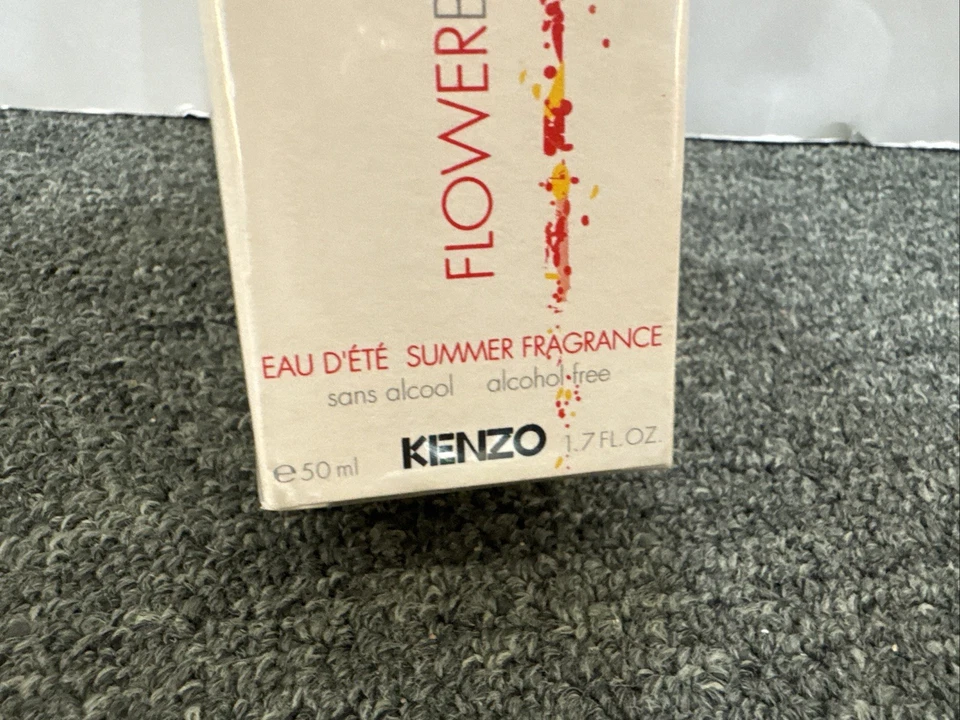 FLOWER
EAU D'ÉTÉ SUMMER FRAGRANCE
sans alcool alcohol-free
e 50 ml KENZO 1.7 FL.OZ.